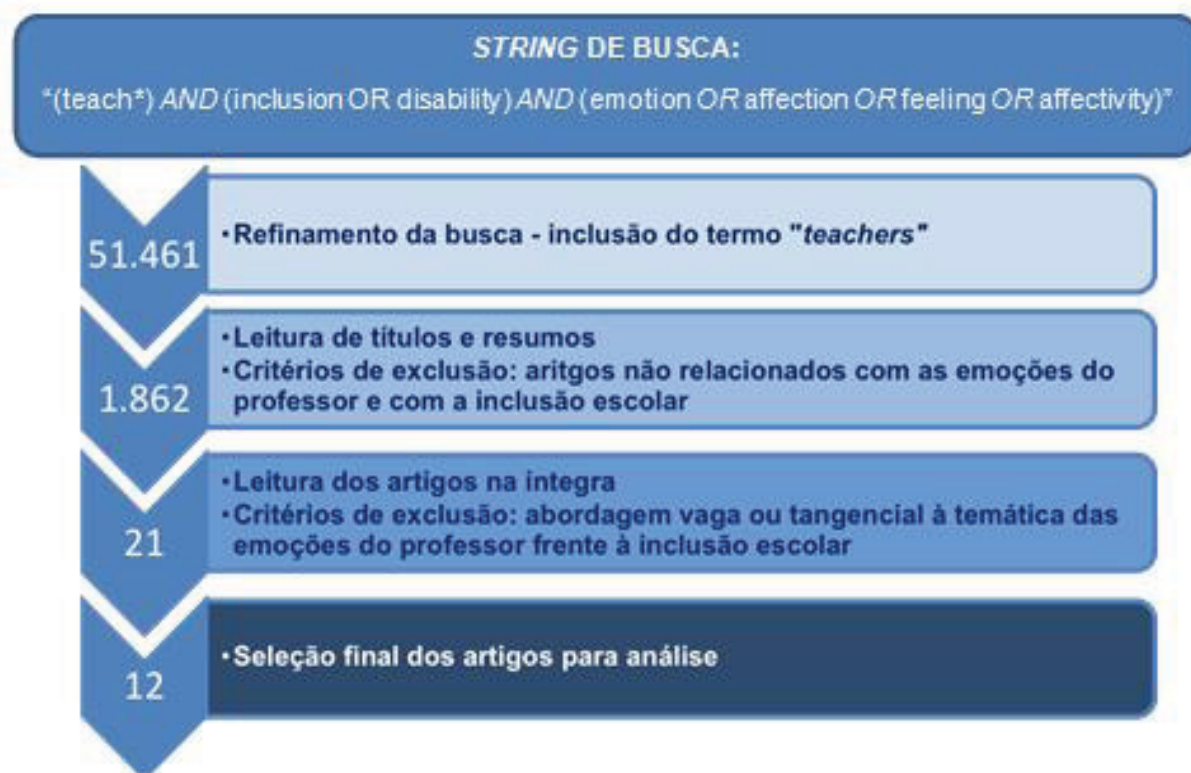 STRING DE BUSCA:
“(teach*) AND (inclusion OR disability) AND (emotion OR affection OR feeling OR affectivity)”
51.461
•Refinamento da busca - inclusão do termo "teachers"
1.862
•Leitura de títulos e resumos
•Critérios de exclusão: aritgos não relacionados com as emoções do
professor e com a inclusão escolar
21
•Leitura dos artigos na íntegra
•Critérios de exclusão: abordagem vaga ou tangencial à temática das
emoções do professor frente à inclusão escolar
12
•Seleção final dos artigos para análise